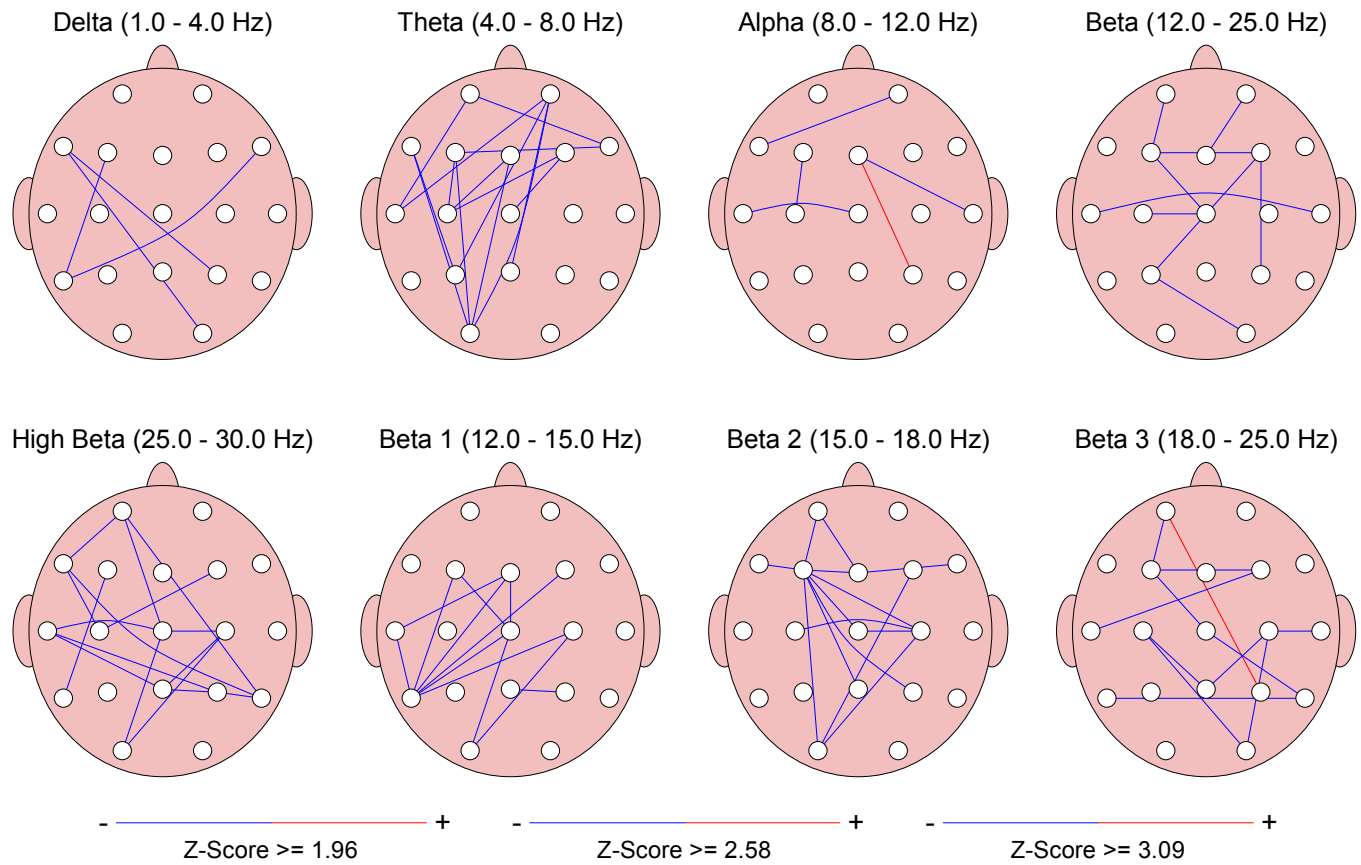 Delta (1.0 - 4.0 Hz) Theta (4.0 - 8.0 Hz) Alpha (8.0 - 12.0 Hz) Beta (12.0 - 25.0 Hz)
High Beta (25.0 - 30.0 Hz) Beta 1 (12.0 - 15.0 Hz) Beta 2 (15.0 - 18.0 Hz) Beta 3 (18.0 - 25.0 Hz)
- + - + - +
Z-Score >= 1.96 Z-Score >= 2.58 Z-Score >= 3.09